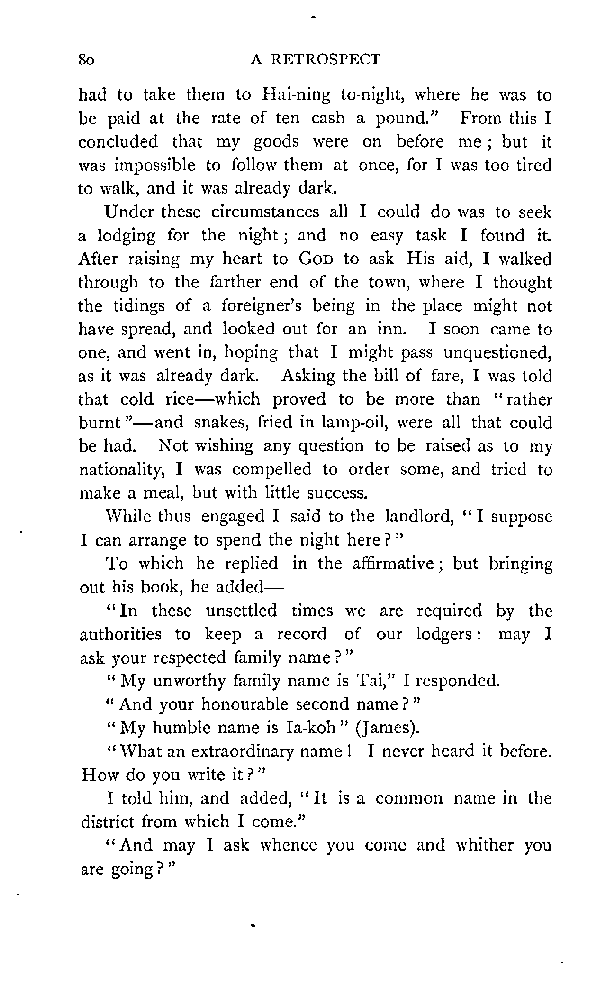 80 A RETROSPECT
had to take them to Hai-ning to-night, where he was to
be paid at the rate of ten cash a pound." From this I
concluded that my goods were on before me; but it
was impossible to follow them at once, for I was too tired
to walk, and it was already dark.
Under these circumstances all I could do was to seek
a lodging for the night; and no easy task I found it.
After raising my heart to GOD to ask His aid, I walked
through to the farther end of the town, where I thought
the tidings of a foreigner's being in the place might not
have spread, and looked out for an inn. I soon came to
one, and went in, hoping that I might pass unquestioned,
as it was already dark. Asking the bill of fare, I was told
that cold rice—which proved to be more than "rather
burnt"—and snakes, fried in lamp-oil, were all that could
be had. Not wishing any question to be raised as to my
nationality, I was compelled to order some, and tried to
make a meal, but with little success.
While thus engaged I said to the landlord, "I suppose
I can arrange to spend the night here?"
To which he replied in the affirmative; but bringing
out his book, he added—
"In these unsettled times we are required by the
authorities to keep a record of our lodgers: may I
ask your respected family name?"
"My unworthy family name is Tai," I responded.
"And your honourable second name?"
"My humble name is Ia-koh" (James).
"What an extraordinary name! I never heard it before.
How do you write it?"
I told him, and added, "It is a common name in the
district from which I come."
"And may I ask whence you come and whither you
are going?"